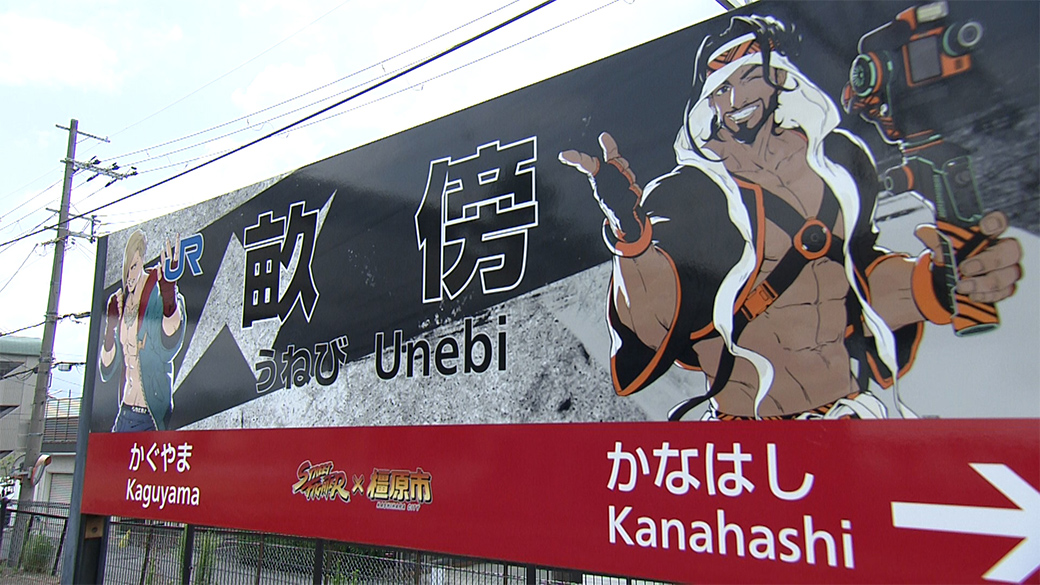 JR
畝傍
うねび Unebi
かぐやま
Kaguyama
STREET FIGHTER × 橿原市
KASHIHARA CITY
かなはし
Kanahashi